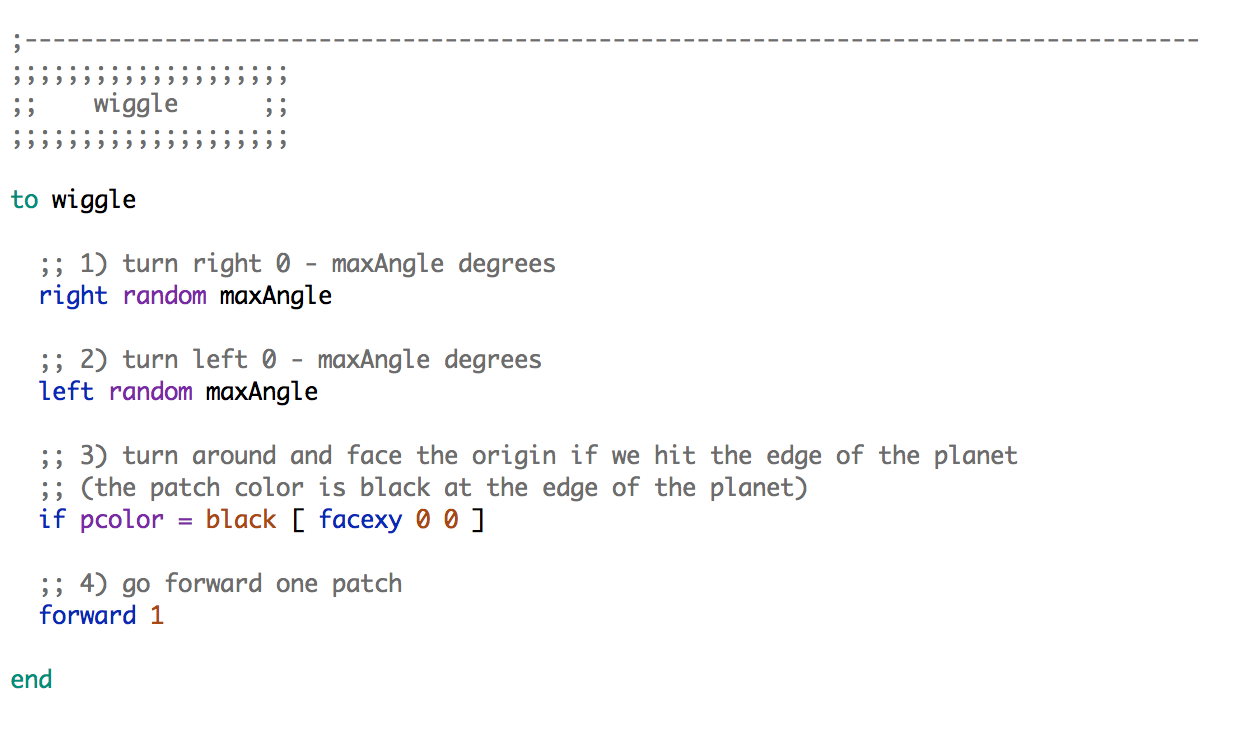 ;------------------------------------------------------------------------------------
;;;;;;;;;;;;;;;;;;;;
;;    wiggle      ;;
;;;;;;;;;;;;;;;;;;;;
to wiggle
  ;; 1) turn right 0 - maxAngle degrees
  right random maxAngle
  ;; 2) turn left 0 - maxAngle degrees
  left random maxAngle
  ;; 3) turn around and face the origin if we hit the edge of the planet
  ;; (the patch color is black at the edge of the planet)
  if pcolor = black [ facexy 0 0 ]
  ;; 4) go forward one patch
  forward 1
end